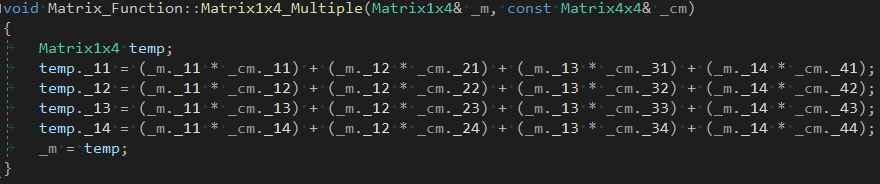 void Matrix_Function::Matrix1x4_Multiple(Matrix1x4& _m, const Matrix4x4& _cm)
{
Matrix1x4 temp;
temp._11 = (_m._11 * _cm._11) + (_m._12 * _cm._21) + (_m._13 * _cm._31) + (_m._14 * _cm._41);
temp._12 = (_m._11 * _cm._12) + (_m._12 * _cm._22) + (_m._13 * _cm._32) + (_m._14 * _cm._42);
temp._13 = (_m._11 * _cm._13) + (_m._12 * _cm._23) + (_m._13 * _cm._33) + (_m._14 * _cm._43);
temp._14 = (_m._11 * _cm._14) + (_m._12 * _cm._24) + (_m._13 * _cm._34) + (_m._14 * _cm._44);
_m = temp;
}